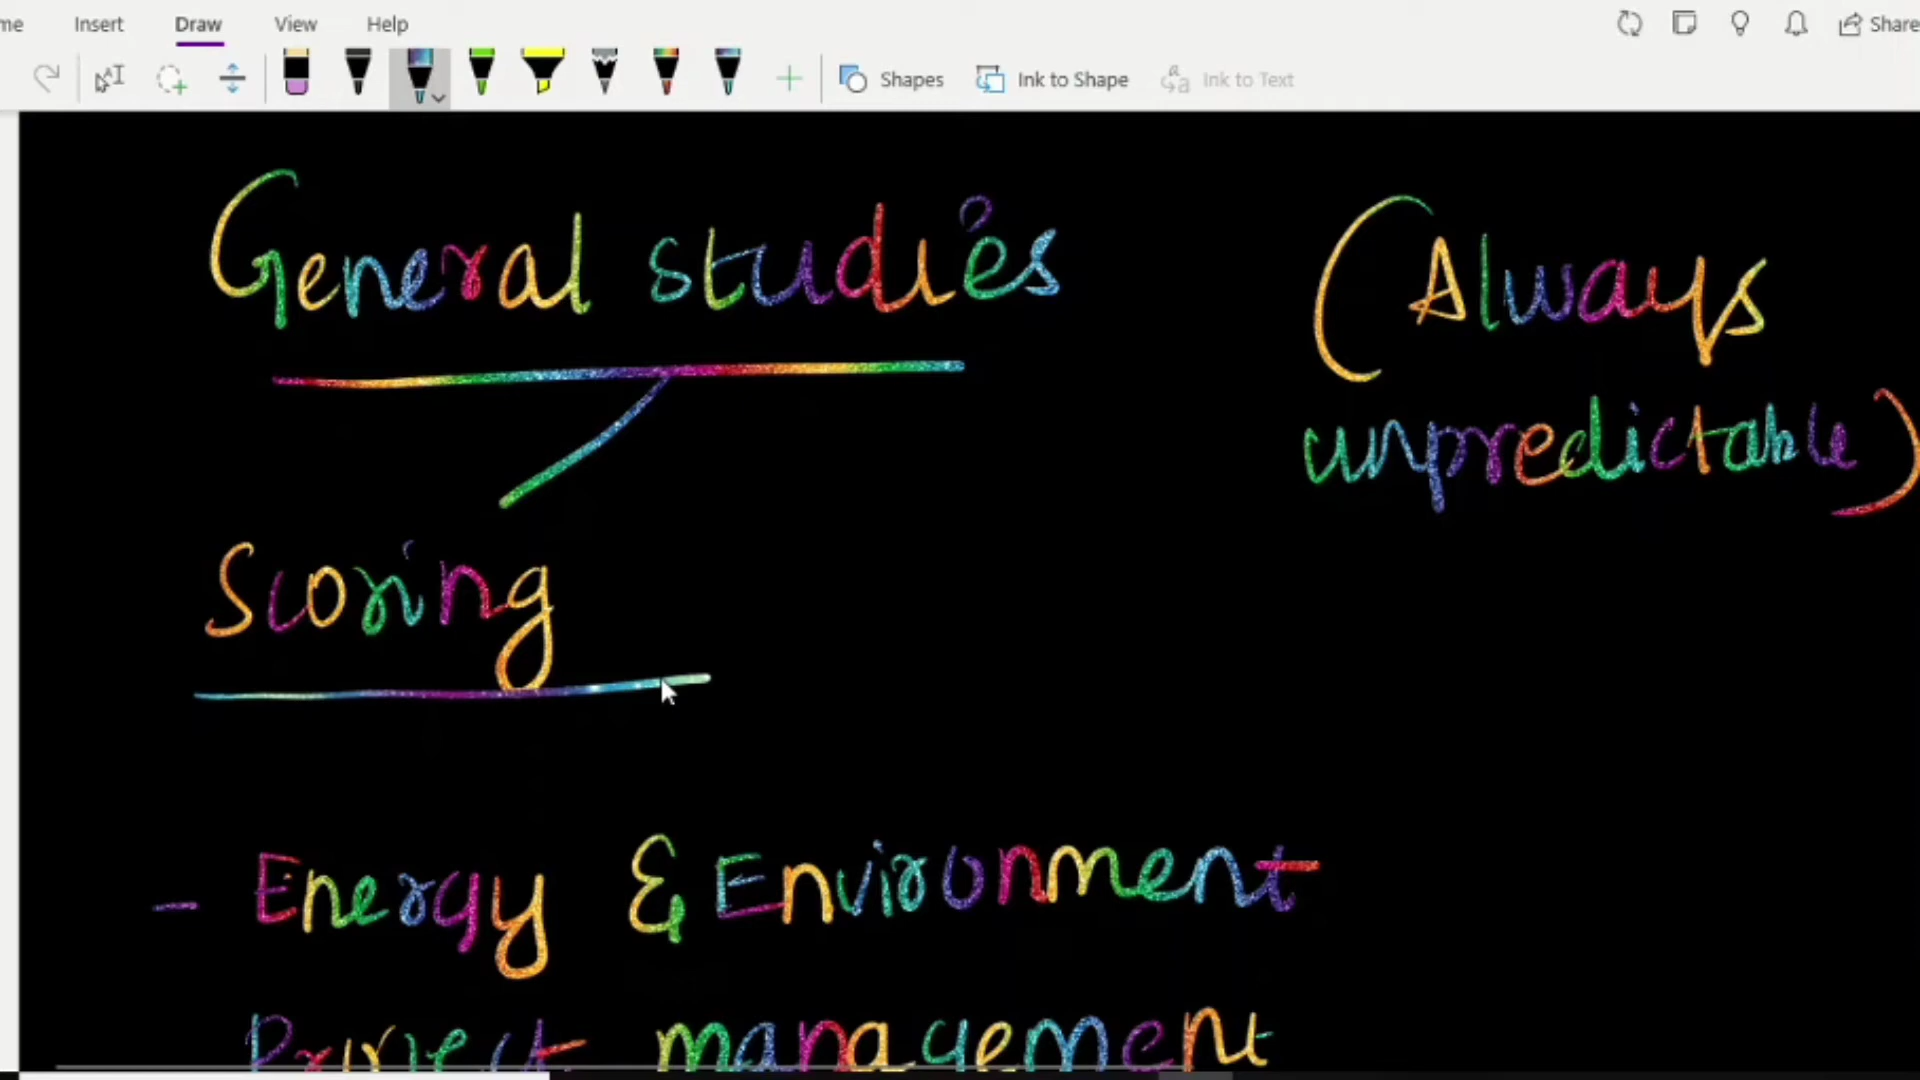 me Insert Draw View Help Share
Shapes Ink to Shape Ink to Text
General studies
(Always
unpredictable)
Scoring
- Energy & Environment
Project management